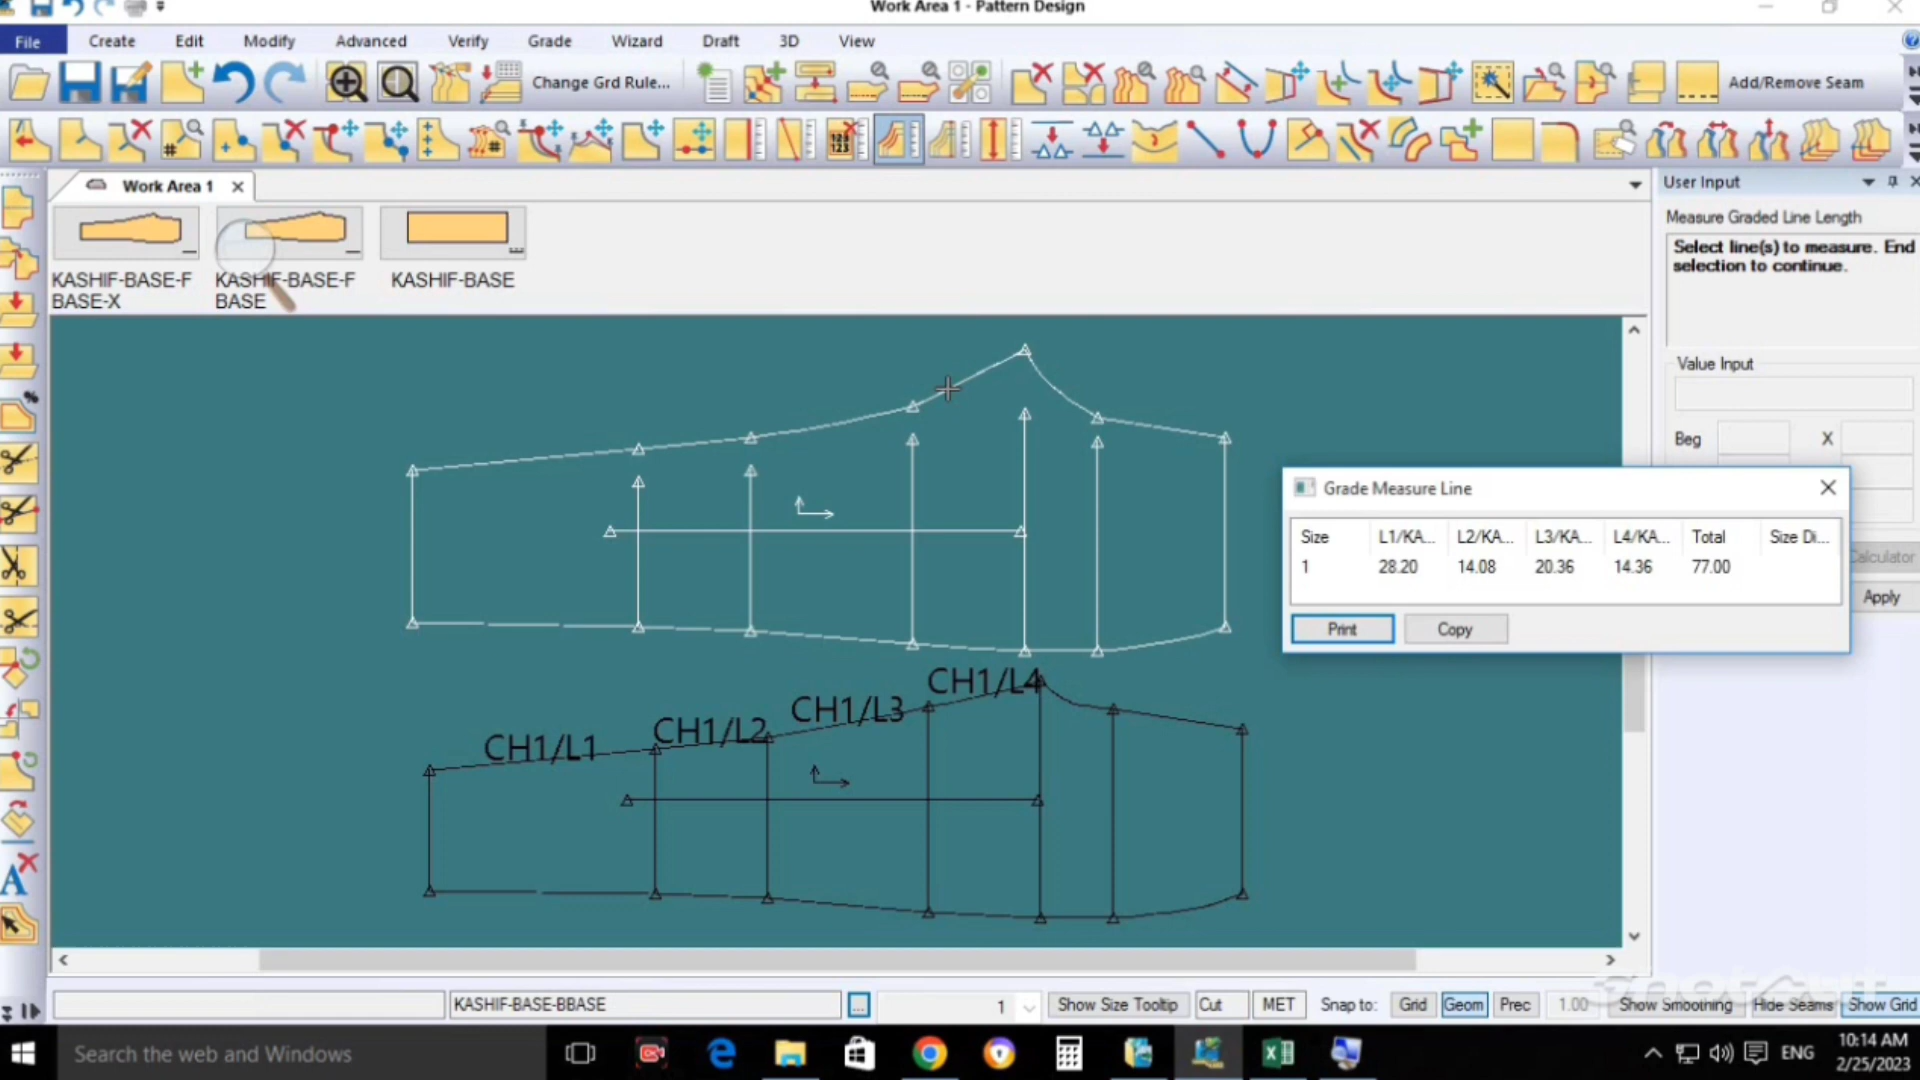 Work Area 1 - Pattern Design
File Create Edit Modify Advanced Verify Grade Wizard Draft 3D View
Change Grd Rule...
Add/Remove Seam
Work Area 1
KASHIF-BASE-F
BASE-X
KASHIF-BASE-F
BASE
KASHIF-BASE
User Input
Measure Graded Line Length
Select line(s) to measure. End
selection to continue.
Value Input
Beg X
Calculator
Apply
Grade Measure Line
Size L1/KA... L2/KA... L3/KA... L4/KA... Total Size Di...
1 28.20 14.08 20.36 14.36 77.00
Print Copy
CH1/L1
CH1/L2
CH1/L3
CH1/L4
KASHIF-BASE-BBASE
...
1
Show Size Tooltip
Cut
MET
Snap to:
Grid
Geom
Prec
1.00
Show Smoothing
Hide Seams
Show Grid
Search the web and Windows
ENG
10:14 AM
2/25/2023